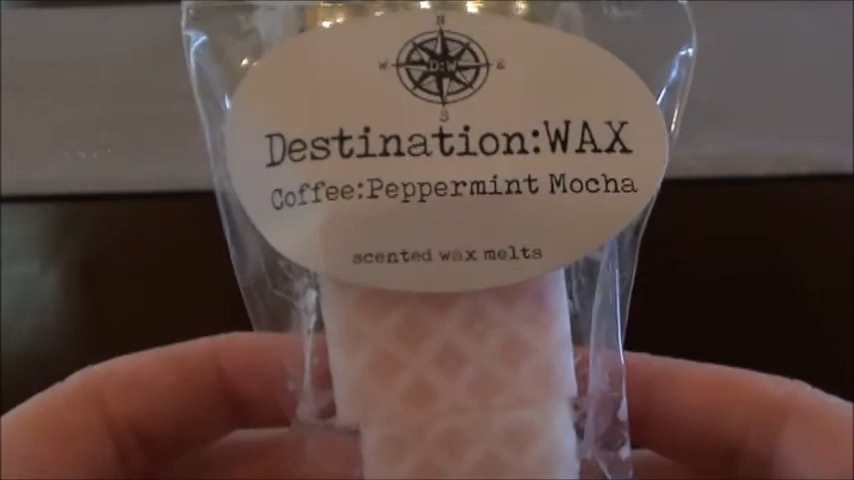 N
W D:W E
S
Destination:WAX
Coffee:Peppermint Mocha
scented wax melts